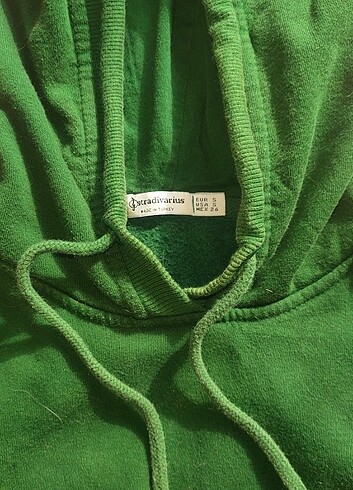 stradivarius
MADE IN TURKEY
EUR S
USA S
MEX 26